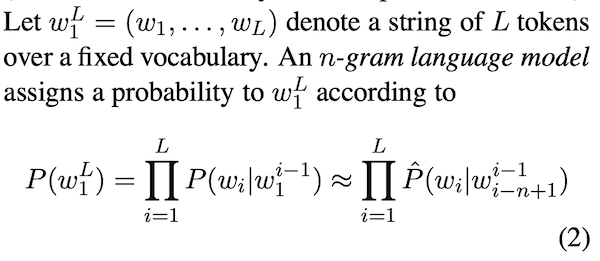 Let $w_1^L = (w_1, \ldots, w_L)$ denote a string of $L$ tokens
over a fixed vocabulary. An n-gram language model
assigns a probability to $w_1^L$ according to
$P(w_1^L) = \prod_{i=1}^{L} P(w_i|w_1^{i-1}) \approx \prod_{i=1}^{L} \hat{P}(w_i|w_{i-n+1}^{i-1})$
(2)